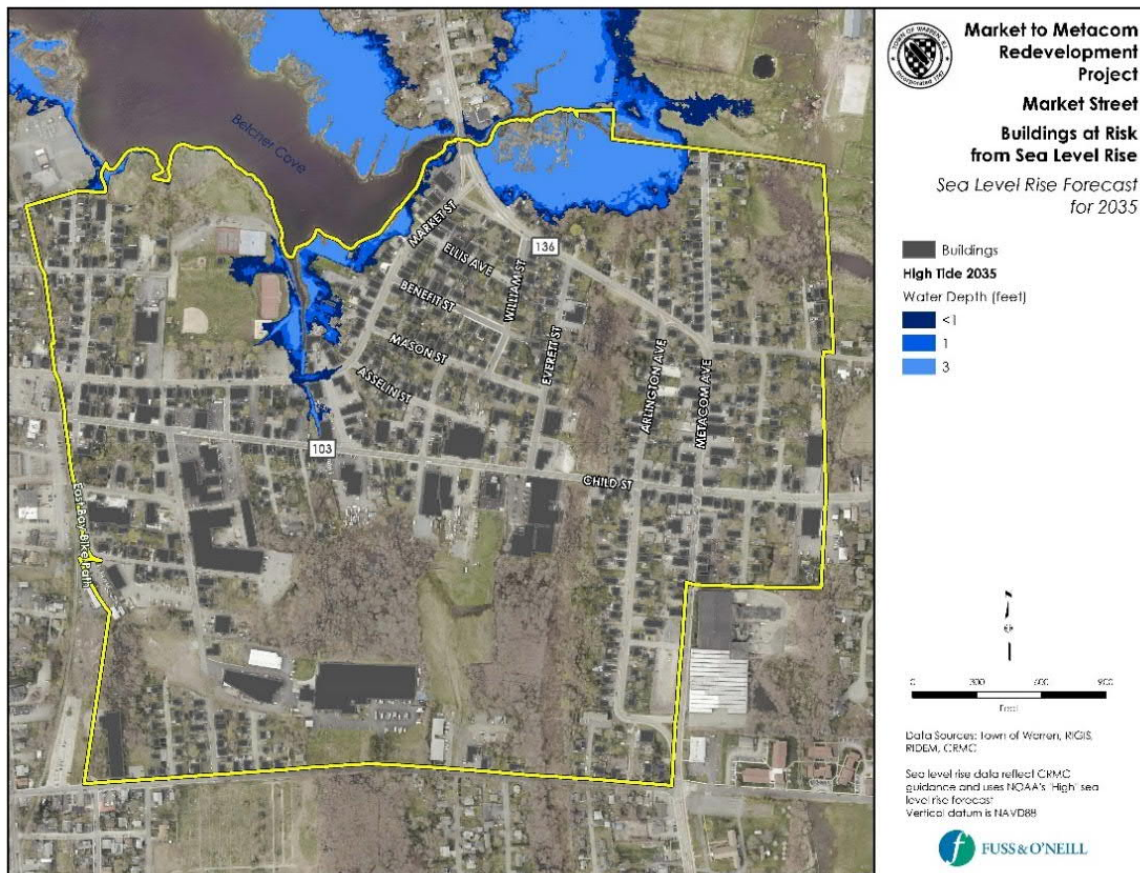 TOWN OF WARREN, R.I.
Market to Metacom
Redevelopment
Project
Market Street
Buildings at Risk
from Sea Level Rise
Sea Level Rise Forecast
for 2035
Buildings
High Tide 2035
Water Depth (feet)
<1
1
3
Belcher Cove
MARKET ST
136
ELLIS AVE
WILLIAM ST
BENEFIT ST
EVERETT ST
MASON ST
ARLINGTON AVE
ASSELIN ST
METACOM AVE
103
CHILD ST
East Bay Bike Path
0 300 600 900
Feet
Data Sources: Town of Warren, RIGIS,
RIDEM, CRMC
Sea level rise data reflect CRMC
guidance and uses NOAA's 'High' sea
level rise forecast
Vertical datum is NAVD88
FUSS & O'NEILL